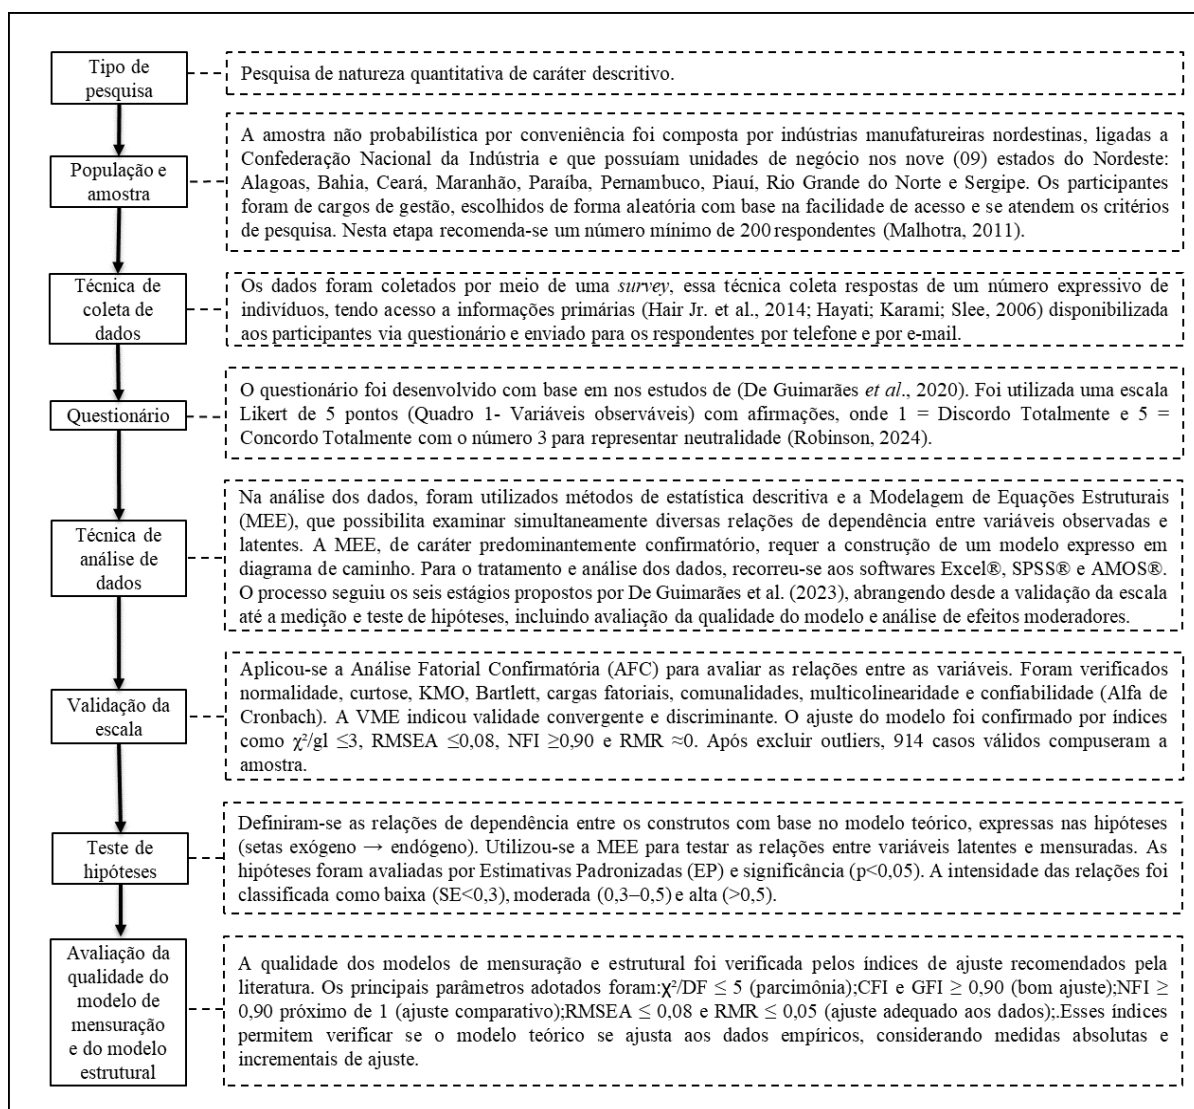 Tipo de
pesquisa
Pesquisa de natureza quantitativa de caráter descritivo.
População e
amostra
A amostra não probabilística por conveniência foi composta por indústrias manufatureiras nordestinas, ligadas a
Confederação Nacional da Indústria e que possuíam unidades de negócio nos nove (09) estados do Nordeste:
Alagoas, Bahia, Ceará, Maranhão, Paraíba, Pernambuco, Piauí, Rio Grande do Norte e Sergipe. Os participantes
foram de cargos de gestão, escolhidos de forma aleatória com base na facilidade de acesso e se atendem os critérios
de pesquisa. Nesta etapa recomenda-se um número mínimo de 200 respondentes (Malhotra, 2011).
Técnica de
coleta de
dados
Os dados foram coletados por meio de uma survey, essa técnica coleta respostas de um número expressivo de
indivíduos, tendo acesso a informações primárias (Hair Jr. et al., 2014; Hayati; Karami; Slee, 2006) disponibilizada
aos participantes via questionário e enviado para os respondentes por telefone e por e-mail.
Questionário
O questionário foi desenvolvido com base em nos estudos de (De Guimarães et al., 2020). Foi utilizada uma escala
Likert de 5 pontos (Quadro 1- Variáveis observáveis) com afirmações, onde 1 = Discordo Totalmente e 5 =
Concordo Totalmente com o número 3 para representar neutralidade (Robinson, 2024).
Técnica de
análise de
dados
Na análise dos dados, foram utilizados métodos de estatística descritiva e a Modelagem de Equações Estruturais
(MEE), que possibilita examinar simultaneamente diversas relações de dependência entre variáveis observadas e
latentes. A MEE, de caráter predominantemente confirmatório, requer a construção de um modelo expresso em
diagrama de caminho. Para o tratamento e análise dos dados, recorreu-se aos softwares Excel®, SPSS® e AMOS®.
O processo seguiu os seis estágios propostos por De Guimarães et al. (2023), abrangendo desde a validação da escala
até a medição e teste de hipóteses, incluindo avaliação da qualidade do modelo e análise de efeitos moderadores.
Validação da
escala
Aplicou-se a Análise Fatorial Confirmatória (AFC) para avaliar as relações entre as variáveis. Foram verificados
normalidade, curtose, KMO, Bartlett, cargas fatoriais, comunalidades, multicolinearidade e confiabilidade (Alfa de
Cronbach). A VME indicou validade convergente e discriminante. O ajuste do modelo foi confirmado por índices
como χ²/gl ≤3, RMSEA ≤0,08, NFI ≥0,90 e RMR ≈0. Após excluir outliers, 914 casos válidos compuseram a
amostra.
Teste de
hipóteses
Definiram-se as relações de dependência entre os construtos com base no modelo teórico, expressas nas hipóteses
(setas exógeno → endógeno). Utilizou-se a MEE para testar as relações entre variáveis latentes e mensuradas. As
hipóteses foram avaliadas por Estimativas Padronizadas (EP) e significância (p<0,05). A intensidade das relações foi
classificada como baixa (SE<0,3), moderada (0,3–0,5) e alta (>0,5).
Avaliação da
qualidade do
modelo de
mensuração
e do modelo
estrutural
A qualidade dos modelos de mensuração e estrutural foi verificada pelos índices de ajuste recomendados pela
literatura. Os principais parâmetros adotados foram:χ²/DF ≤ 5 (parcimônia);CFI e GFI ≥ 0,90 (bom ajuste);NFI ≥
0,90 próximo de 1 (ajuste comparativo);RMSEA ≤ 0,08 e RMR ≤ 0,05 (ajuste adequado aos dados);.Esses índices
permitem verificar se o modelo teórico se ajusta aos dados empíricos, considerando medidas absolutas e
incrementais de ajuste.